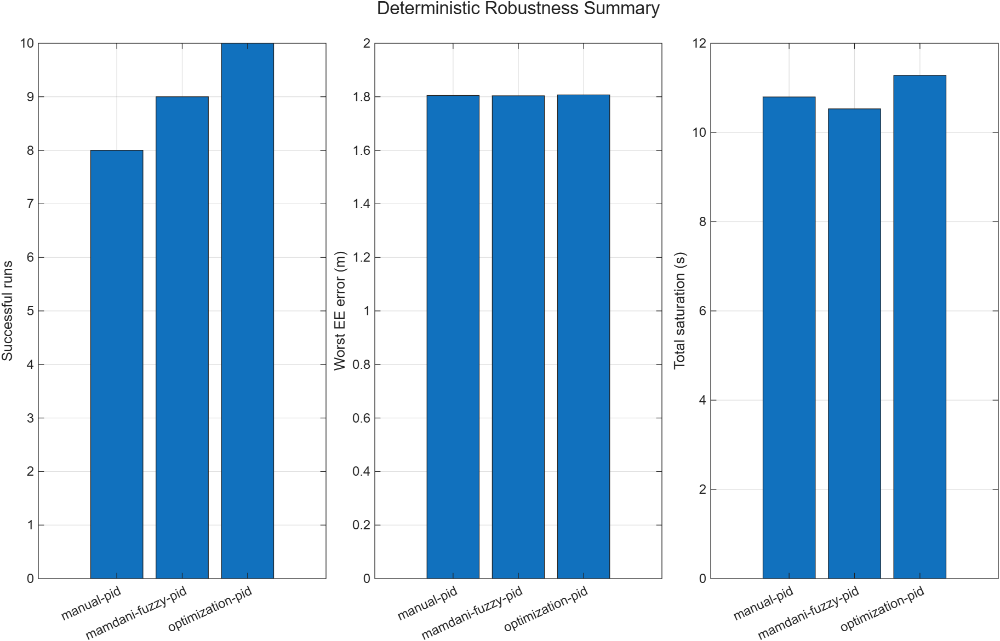 Deterministic Robustness Summary
Successful runs
10
9
8
7
6
5
4
3
2
1
0
manual-pid
mamdani-fuzzy-pid
optimization-pid
Worst EE error (m)
2
1.8
1.6
1.4
1.2
1
0.8
0.6
0.4
0.2
0
manual-pid
mamdani-fuzzy-pid
optimization-pid
Total saturation (s)
12
10
8
6
4
2
0
manual-pid
mamdani-fuzzy-pid
optimization-pid